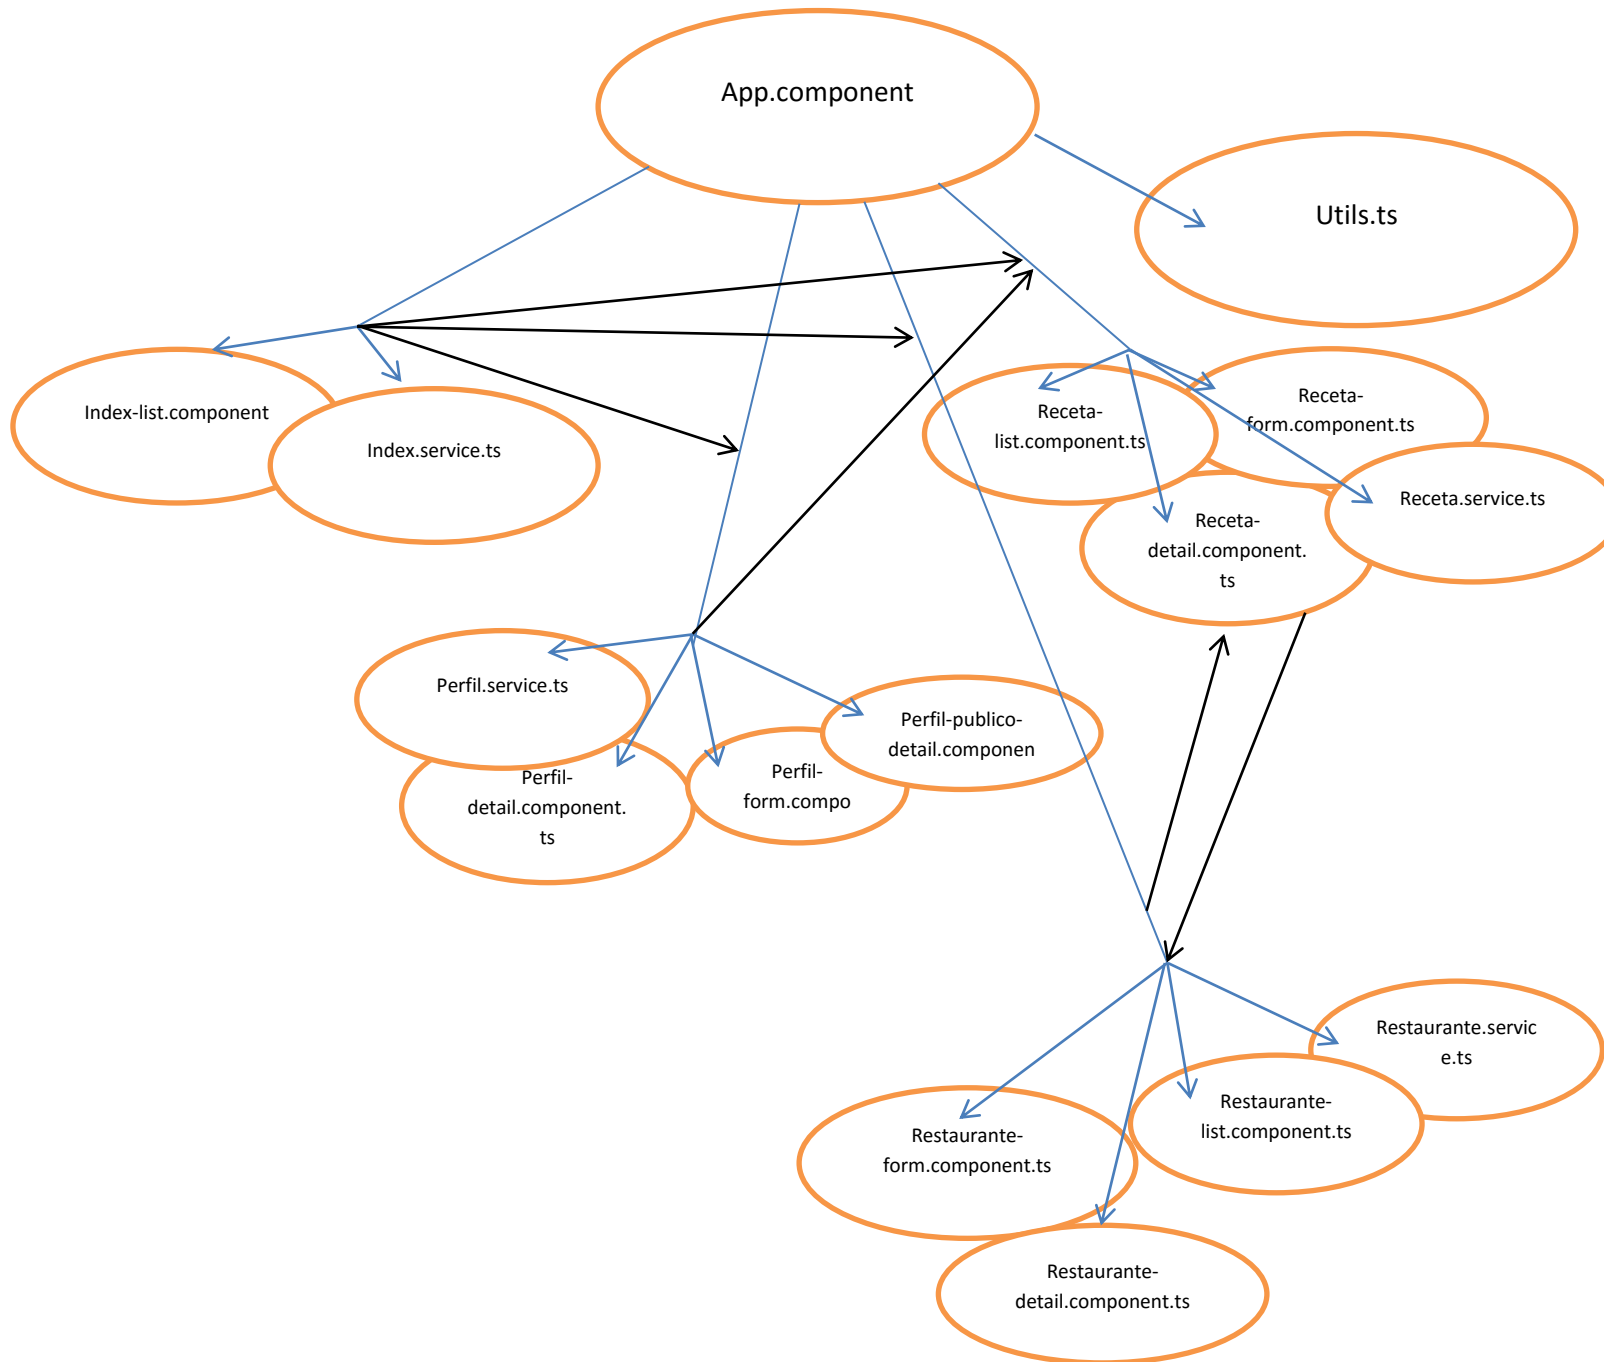 App.component
Utils.ts
Index-list.component
Index.service.ts
Receta-
list.component.ts
Receta-
form.component.ts
Receta.service.ts
Receta-
detail.component.
ts
Perfil.service.ts
Perfil-
detail.component.
ts
Perfil-
form.compo
Perfil-publico-
detail.componen
Restaurante.servic
e.ts
Restaurante-
list.component.ts
Restaurante-
form.component.ts
Restaurante-
detail.component.ts